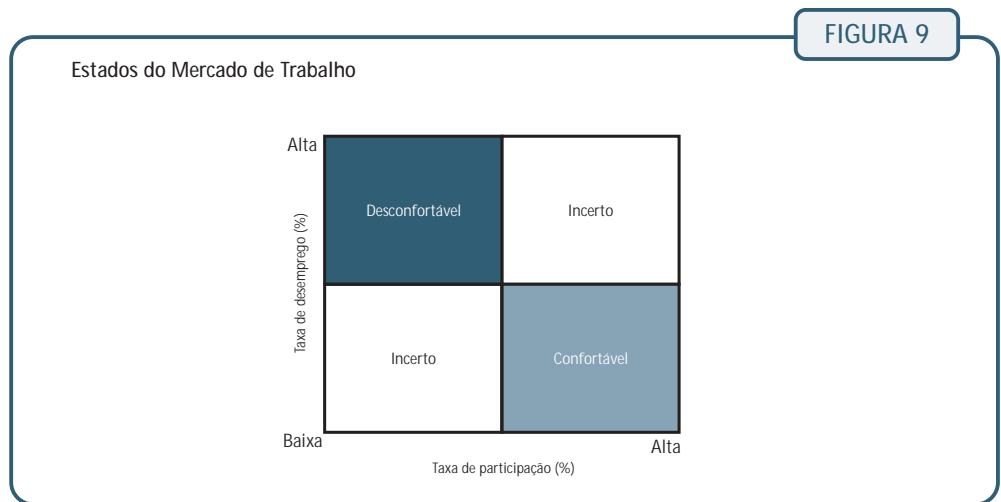 FIGURA 9
Estados do Mercado de Trabalho
Alta
Desconfortável
Incerto
Taxa de desemprego (%)
Incerto
Confortável
Baixa
Alta
Taxa de participação (%)